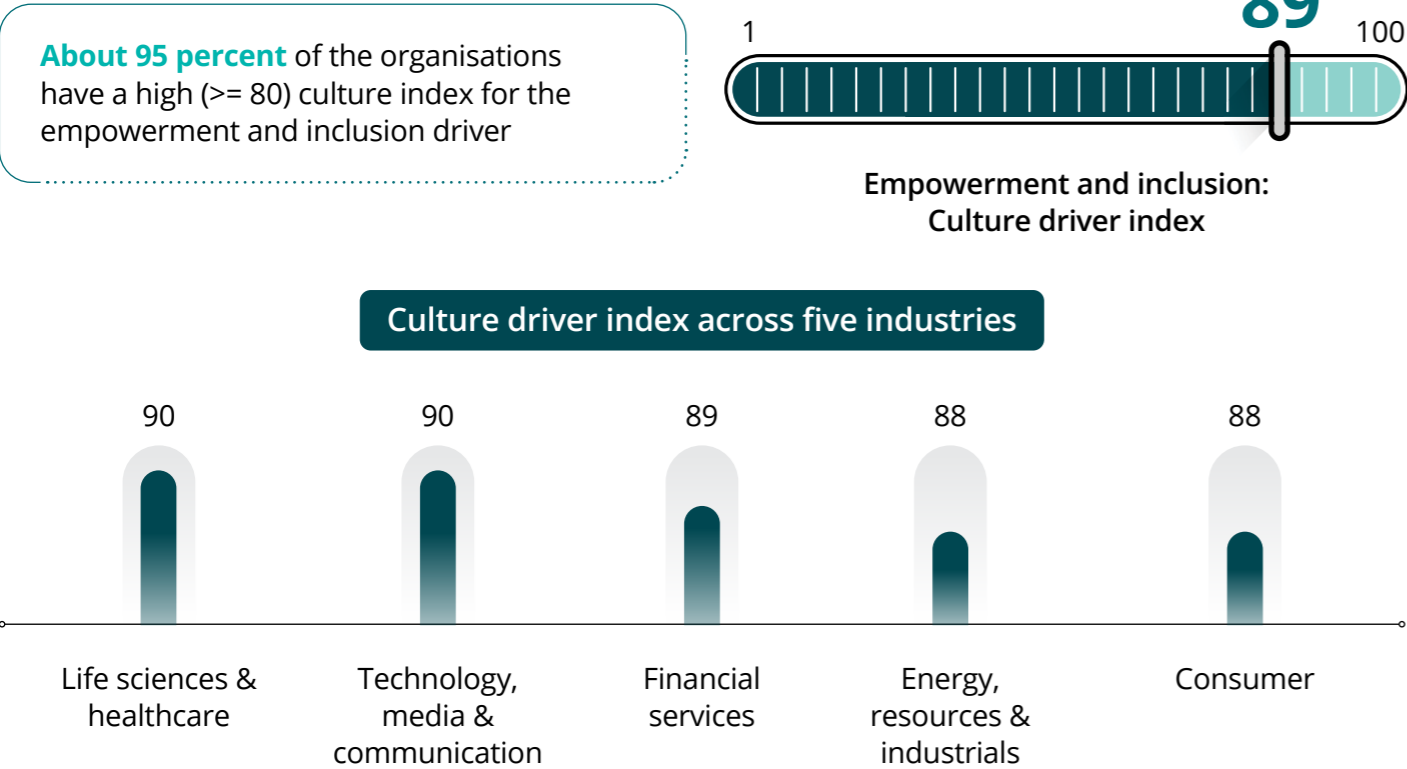 About 95 percent of the organisations
have a high (>= 80) culture index for the
empowerment and inclusion driver
89
1
100
Empowerment and inclusion:
Culture driver index
Culture driver index across five industries
90
90
89
88
88
Life sciences &
healthcare
Technology,
media &
communication
Financial
services
Energy,
resources &
industrials
Consumer